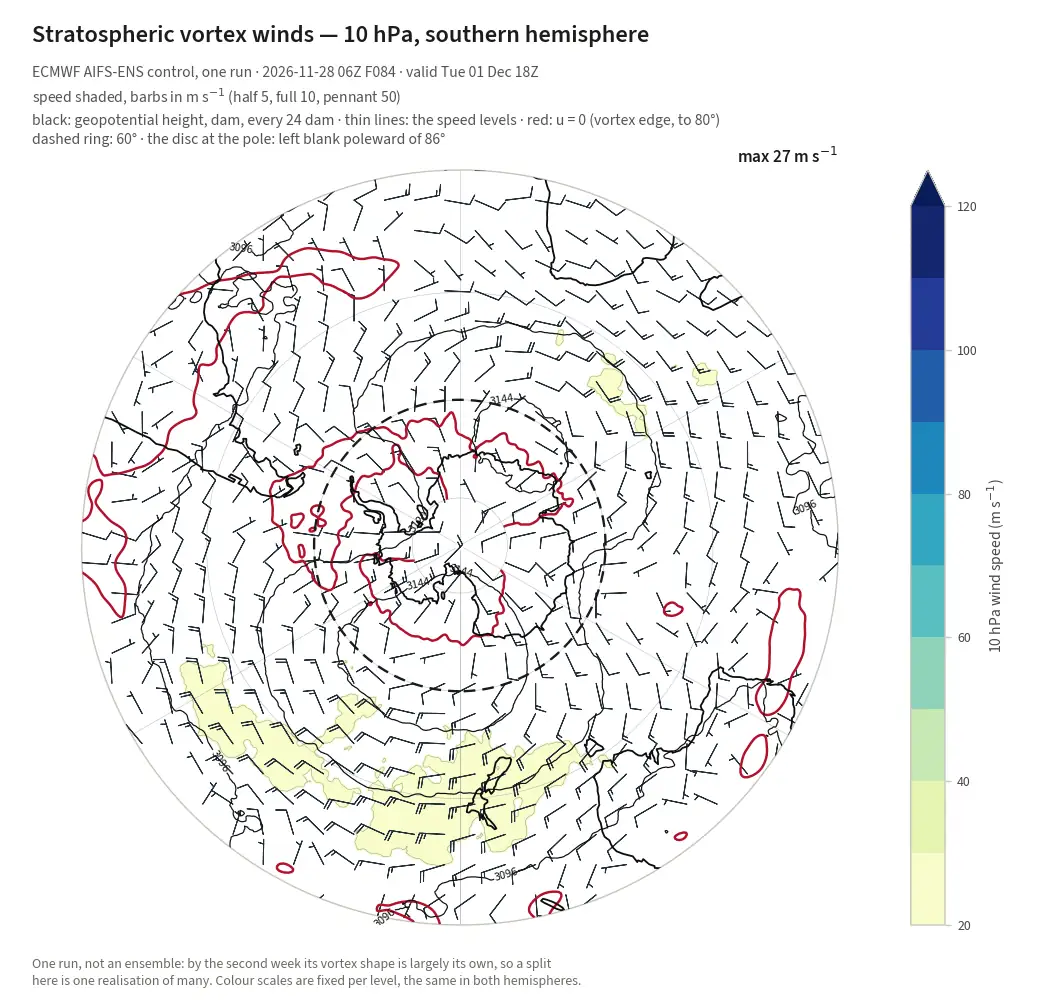 Stratospheric vortex winds — 10 hPa, southern hemisphere
ECMWF AIFS-ENS control, one run · 2026-11-28 06Z F084 · valid Tue 01 Dec 18Z
speed shaded, barbs in m s⁻¹ (half 5, full 10, pennant 50)
black: geopotential height, dam, every 24 dam · thin lines: the speed levels · red: u = 0 (vortex edge, to 80°)
dashed ring: 60° · the disc at the pole: left blank poleward of 86°
max 27 m s⁻¹
120
100
80
60
40
20
10 hPa wind speed (m s⁻¹)
3096
3144
3096
3144
3144
3096
3096
3096
One run, not an ensemble: by the second week its vortex shape is largely its own, so a split
here is one realisation of many. Colour scales are fixed per level, the same in both hemispheres.